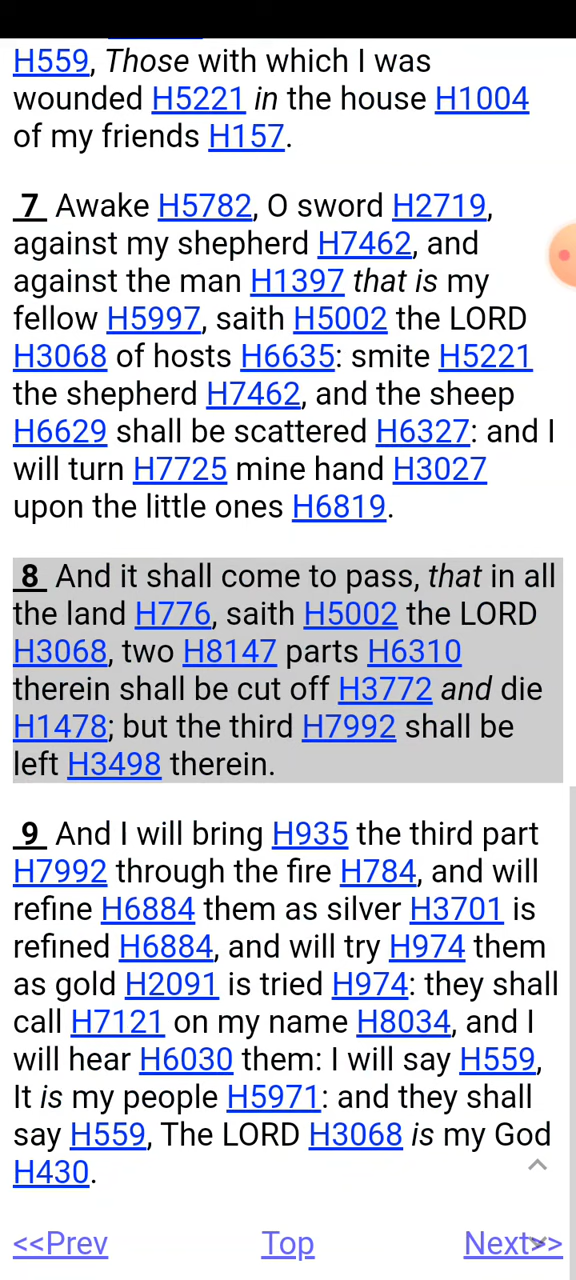 H559, Those with which I was
wounded H5221 in the house H1004
of my friends H157.
7 Awake H5782, O sword H2719,
against my shepherd H7462, and
against the man H1397 that is my
fellow H5997, saith H5002 the LORD
H3068 of hosts H6635: smite H5221
the shepherd H7462, and the sheep
H6629 shall be scattered H6327: and I
will turn H7725 mine hand H3027
upon the little ones H6819.
8 And it shall come to pass, that in all
the land H776, saith H5002 the LORD
H3068, two H8147 parts H6310
therein shall be cut off H3772 and die
H1478; but the third H7992 shall be
left H3498 therein.
9 And I will bring H935 the third part
H7992 through the fire H784, and will
refine H6884 them as silver H3701 is
refined H6884, and will try H974 them
as gold H2091 is tried H974: they shall
call H7121 on my name H8034, and I
will hear H6030 them: I will say H559,
It is my people H5971: and they shall
say H559, The LORD H3068 is my God
H430.
<<Prev Top Next>>